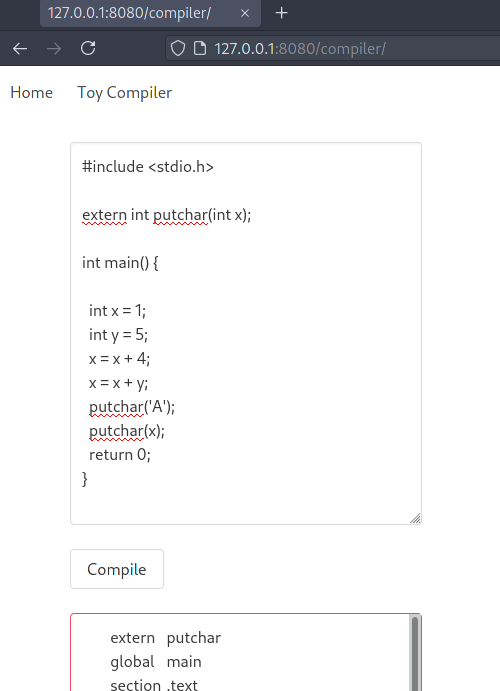 127.0.0.1:8080/compiler/
127.0.0.1:8080/compiler/
Home Toy Compiler
#include <stdio.h>
extern int putchar(int x);
int main() {
int x = 1;
int y = 5;
x = x + 4;
x = x + y;
putchar('A');
putchar(x);
return 0;
}
Compile
extern putchar
global main
section .text